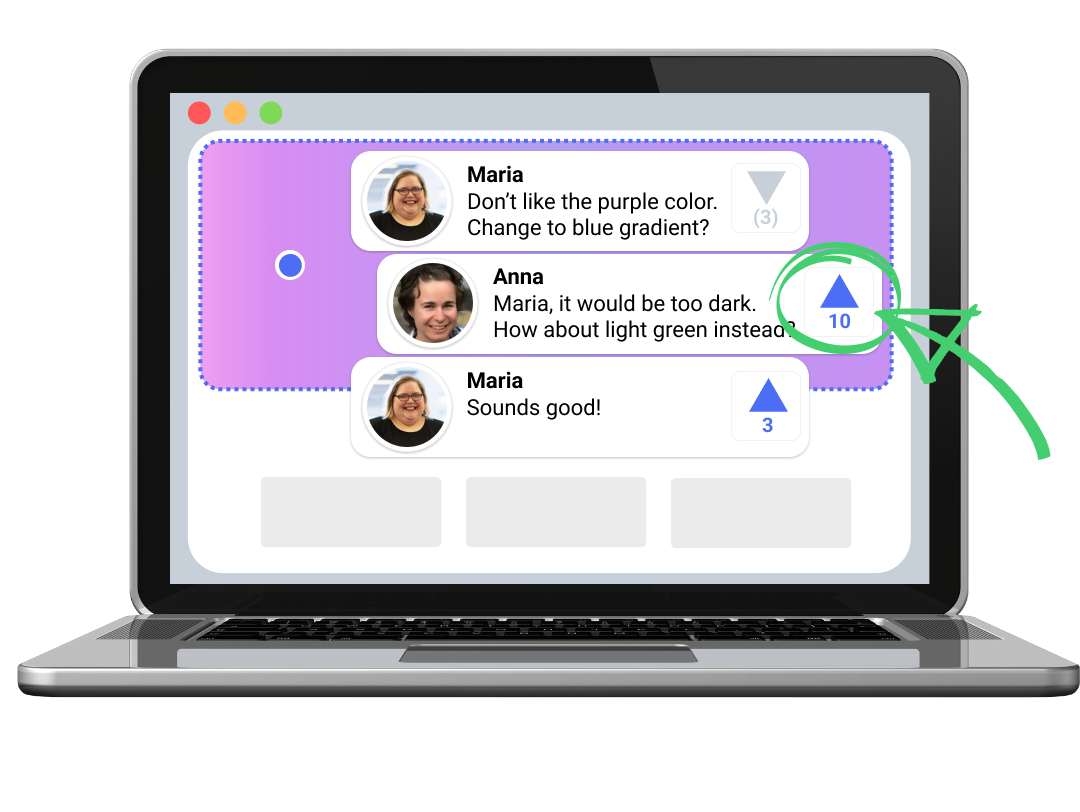 Maria
Don’t like the purple color.
Change to blue gradient?
(3)
Anna
Maria, it would be too dark.
How about light green instead?
10
Maria
Sounds good!
3